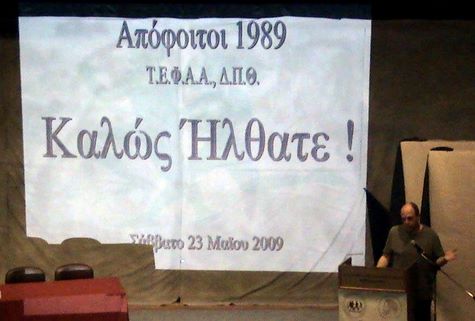 Απόφοιτοι 1989
Τ.Ε.Φ.Α.Α., Δ.Π.Θ.
Καλώς Ήλθατε !
Σάββατο 23 Μαΐου 2009